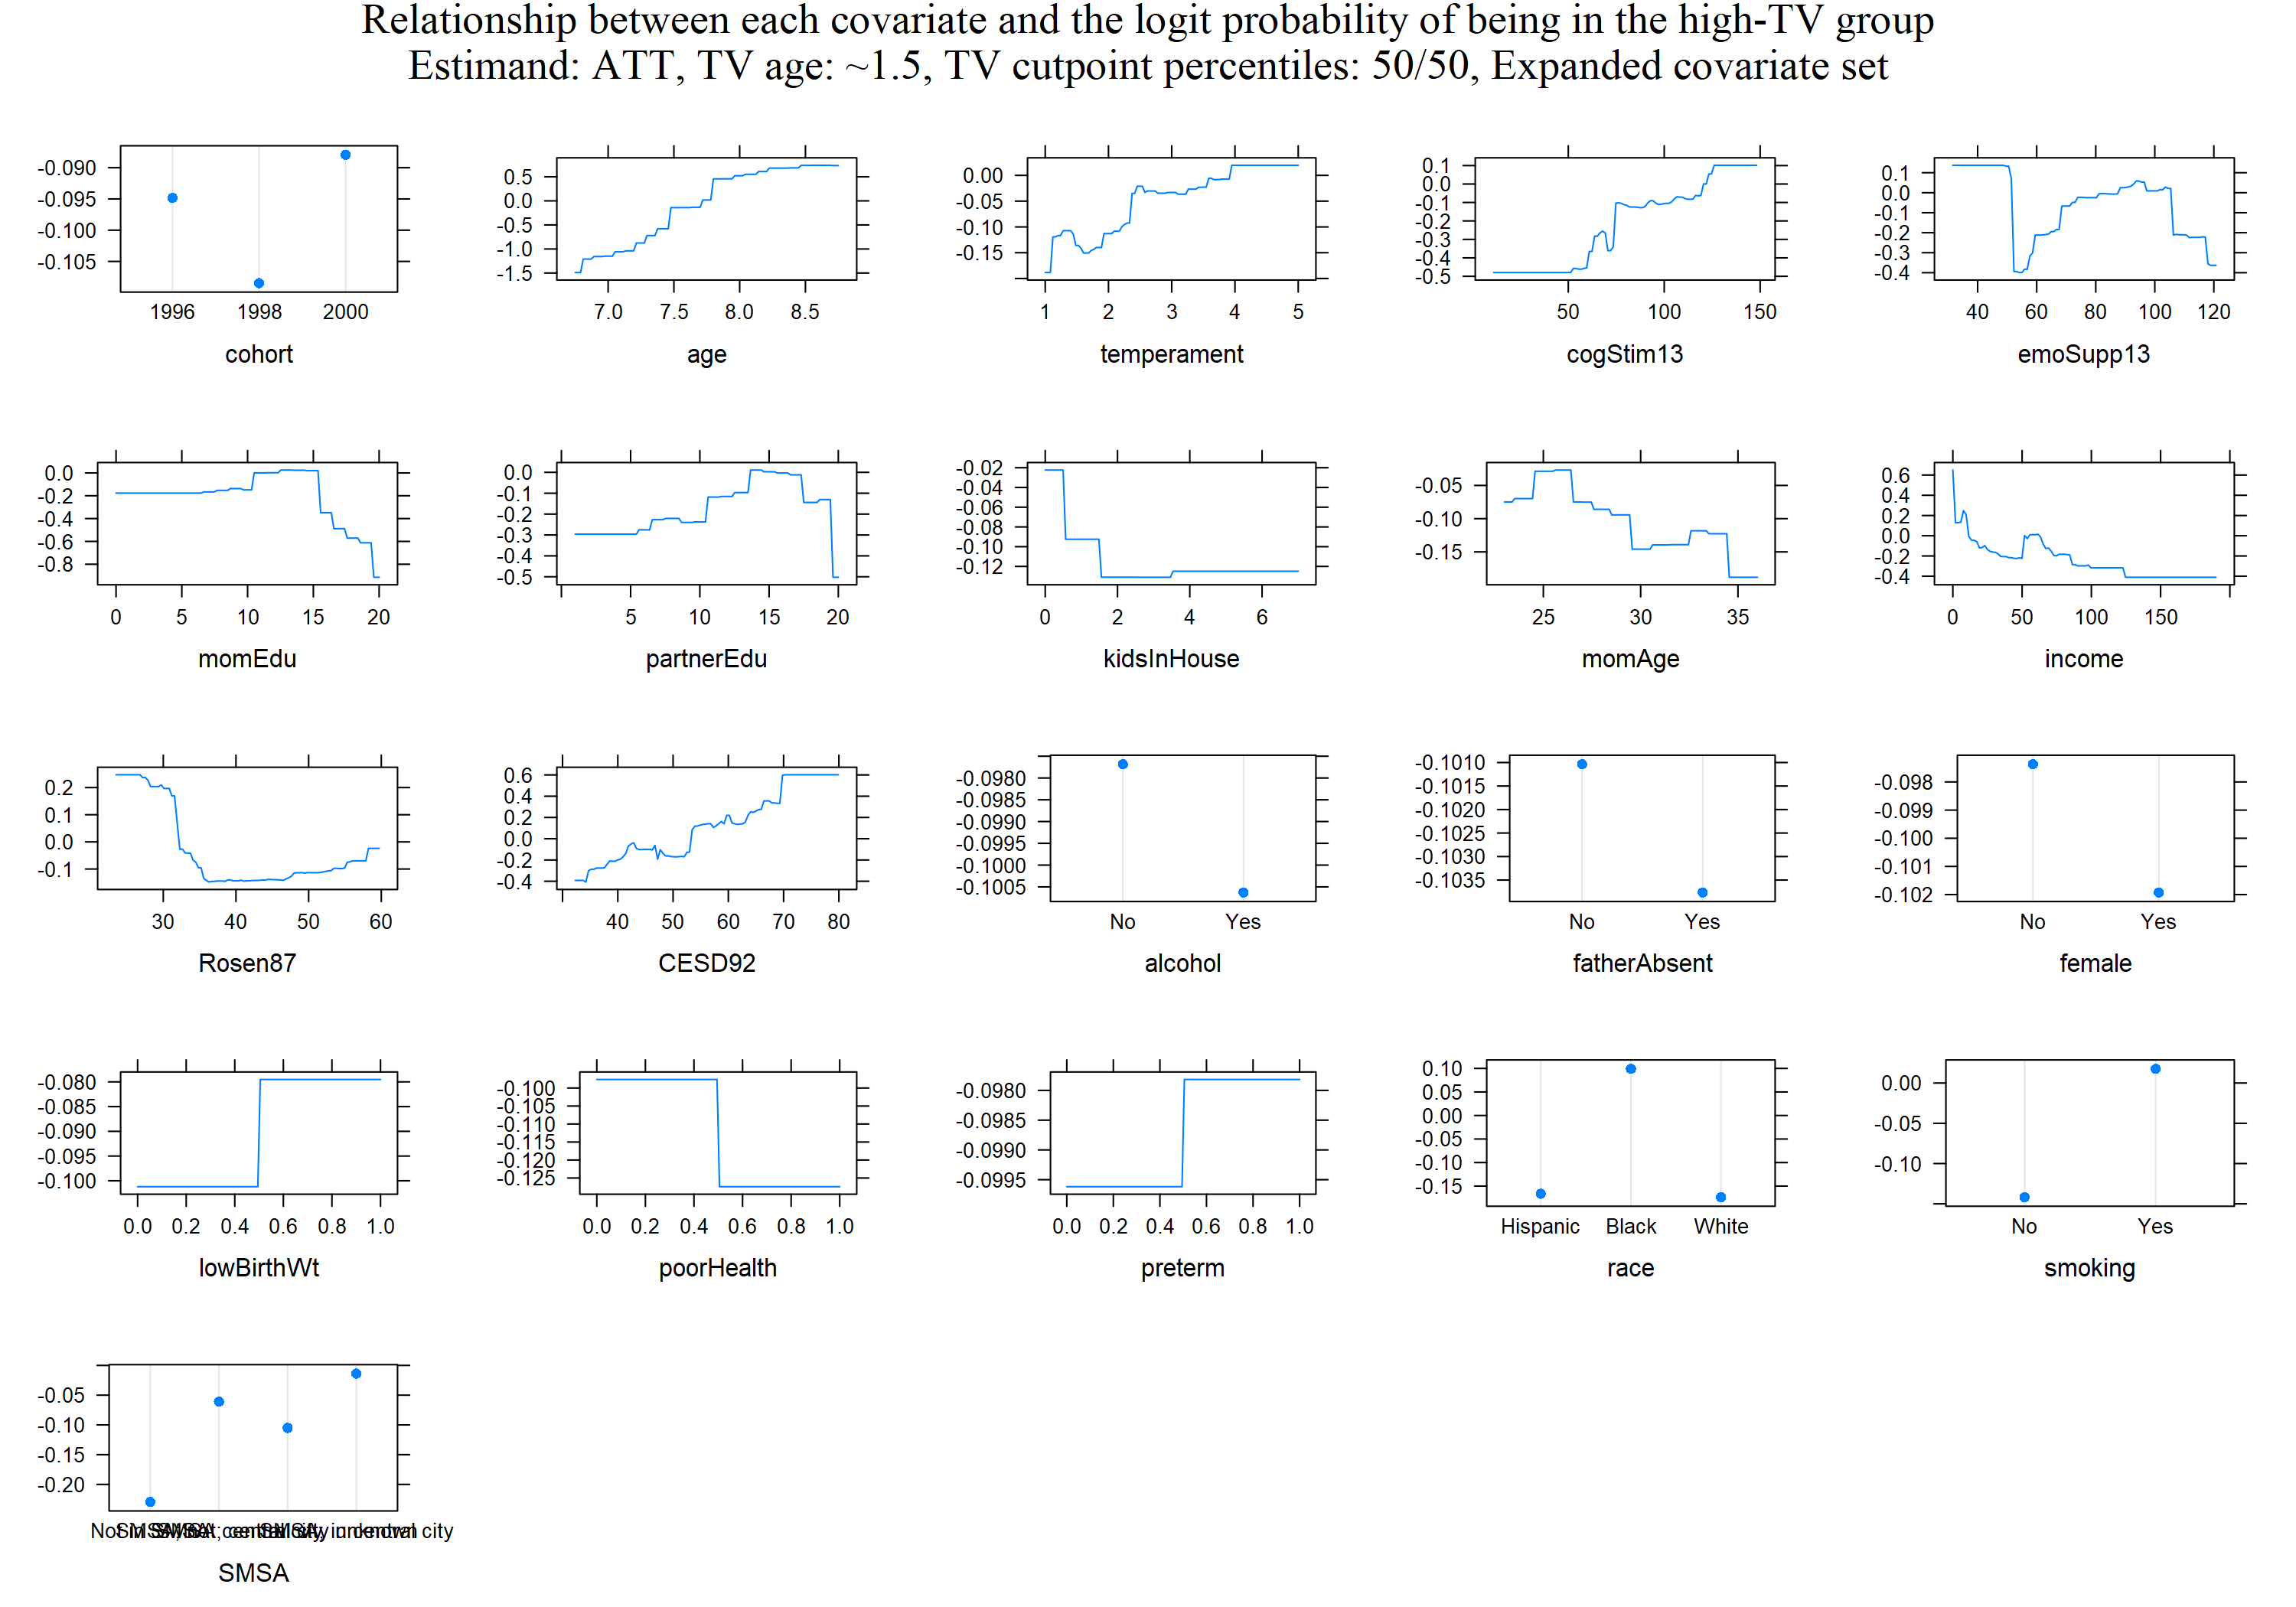 Relationship between each covariate and the logit probability of being in the high-TV group
Estimand: ATT, TV age: ~1.5, TV cutpoint percentiles: 50/50, Expanded covariate set
-0.090
-0.095
-0.100
-0.105
1996 1998 2000
cohort
0.5
0.0
-0.5
-1.0
-1.5
7.0 7.5 8.0 8.5
age
0.00
-0.05
-0.10
-0.15
1 2 3 4 5
temperament
0.1
0.0
-0.1
-0.2
-0.3
-0.4
-0.5
50 100 150
cogStim13
0.1
0.0
-0.1
-0.2
-0.3
-0.4
40 60 80 100 120
emoSupp13
0.0
-0.2
-0.4
-0.6
-0.8
0 5 10 15 20
momEdu
0.0
-0.1
-0.2
-0.3
-0.4
-0.5
5 10 15 20
partnerEdu
-0.02
-0.04
-0.06
-0.08
-0.10
-0.12
0 2 4 6
kidsInHouse
-0.05
-0.10
-0.15
25 30 35
momAge
0.6
0.4
0.2
0.0
-0.2
-0.4
0 50 100 150
income
0.2
0.1
0.0
-0.1
30 40 50 60
Rosen87
0.6
0.4
0.2
0.0
-0.2
-0.4
40 50 60 70 80
CESD92
-0.0980
-0.0985
-0.0990
-0.0995
-0.1000
-0.1005
No Yes
alcohol
-0.1010
-0.1015
-0.1020
-0.1025
-0.1030
-0.1035
No Yes
fatherAbsent
-0.098
-0.099
-0.100
-0.101
-0.102
No Yes
female
-0.080
-0.085
-0.090
-0.095
-0.100
0.0 0.2 0.4 0.6 0.8 1.0
lowBirthWt
-0.100
-0.105
-0.110
-0.115
-0.120
-0.125
0.0 0.2 0.4 0.6 0.8 1.0
poorHealth
-0.0980
-0.0985
-0.0990
-0.0995
0.0 0.2 0.4 0.6 0.8 1.0
preterm
0.10
0.05
0.00
-0.05
-0.10
-0.15
Hispanic Black White
race
0.00
-0.05
-0.10
No Yes
smoking
-0.05
-0.10
-0.15
-0.20
city
SMSA